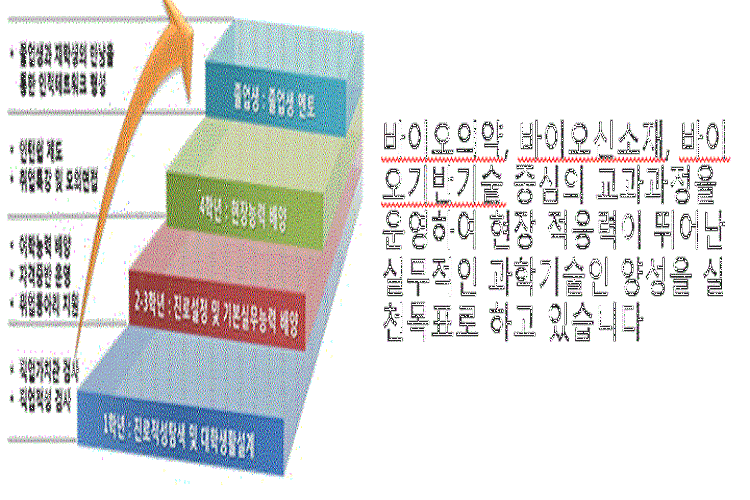 • 졸업생과 재학생의 만남을
통한 인적네트워크 형성
졸업생 : 졸업생 멘토
• 인턴쉽 제도
• 취업특강 및 모의면접
4학년 : 현장능력 배양
• 어학능력 배양
• 자격증반 운영
• 취업동아리 지원
2-3학년 : 진로설정 및 기본실무능력 배양
• 직업가치관 검사
• 직업적성 검사
1학년 : 진로적성탐색 및 대학생활설계
바이오의약, 바이오신소재, 바이
오기반기술 중심의 교과과정을
운영하여 현장 적응력이 뛰어난
실무적인 과학기술인 양성을 실
천목표로 하고 있습니다